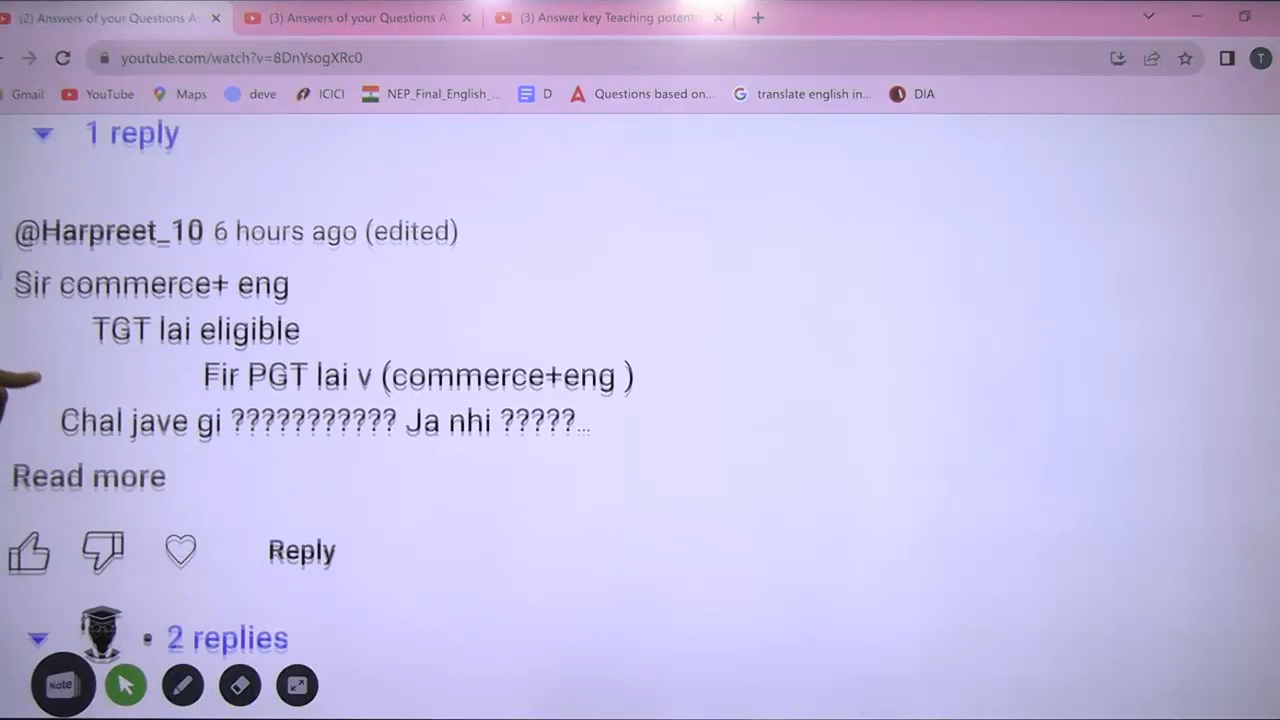 (2) Answers of your Questions A
(3) Answers of your Questions A
(3) Answer key Teaching potent
youtube.com/watch?v=8DnYsogXRc0
T
Gmail
YouTube
Maps
deve
ICICI
NEP_Final_English_...
D
Questions based on...
translate english in...
DIA
1 reply
@Harpreet_10 6 hours ago (edited)
Sir commerce+ eng
TGT lai eligible
Fir PGT lai v (commerce+eng )
Chal jave gi ??????????? Ja nhi ?????...
Read more
Reply
2 replies
Note